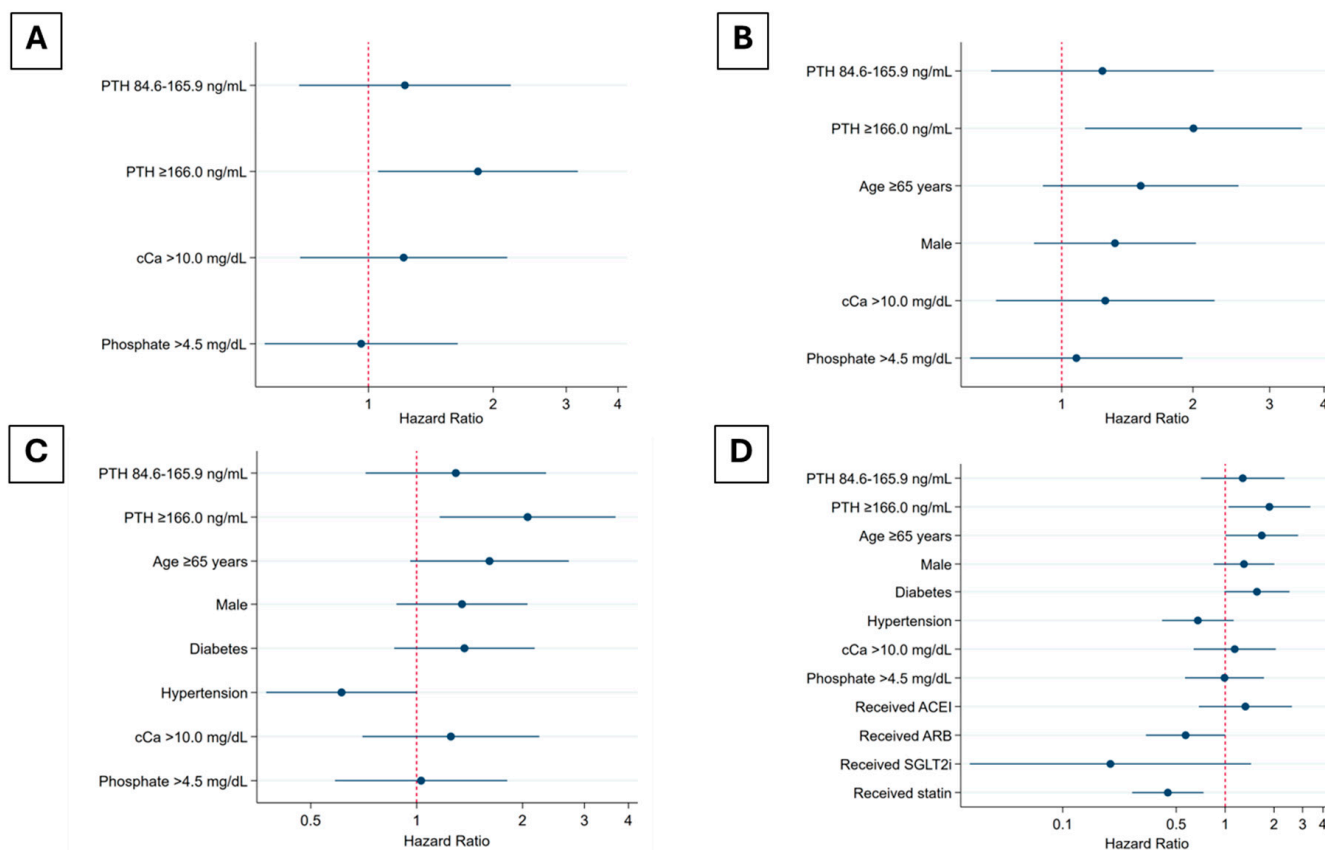 A
PTH 84.6-165.9 ng/mL
PTH ≥166.0 ng/mL
cCa >10.0 mg/dL
Phosphate >4.5 mg/dL
1 2 3 4
Hazard Ratio
B
PTH 84.6-165.9 ng/mL
PTH ≥166.0 ng/mL
Age ≥65 years
Male
cCa >10.0 mg/dL
Phosphate >4.5 mg/dL
1 2 3 4
Hazard Ratio
C
PTH 84.6-165.9 ng/mL
PTH ≥166.0 ng/mL
Age ≥65 years
Male
Diabetes
Hypertension
cCa >10.0 mg/dL
Phosphate >4.5 mg/dL
0.5 1 2 3 4
Hazard Ratio
D
PTH 84.6-165.9 ng/mL
PTH ≥166.0 ng/mL
Age ≥65 years
Male
Diabetes
Hypertension
cCa >10.0 mg/dL
Phosphate >4.5 mg/dL
Received ACEI
Received ARB
Received SGLT2i
Received statin
0.1 0.5 1 2 3 4
Hazard Ratio